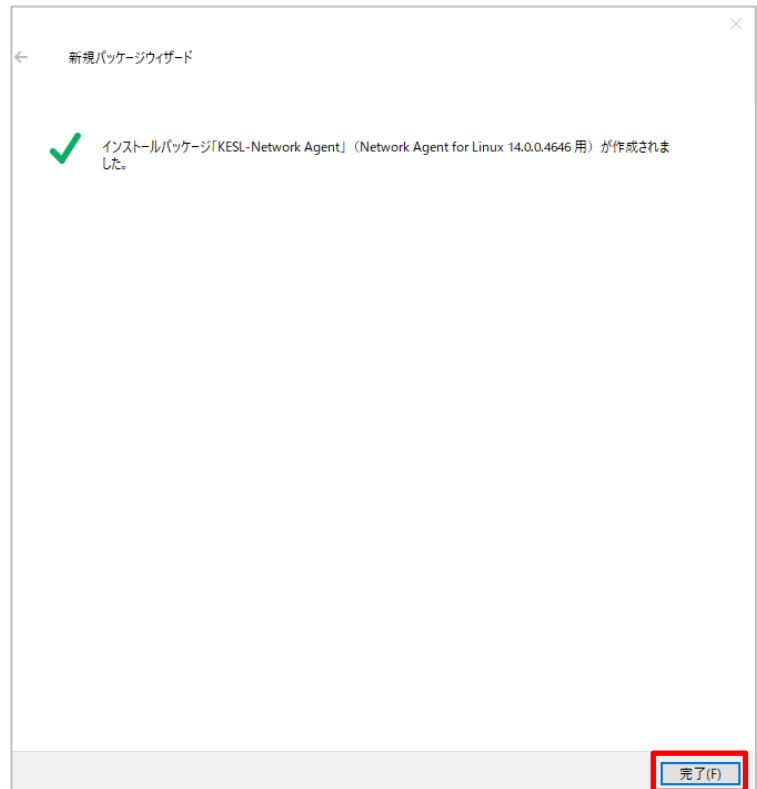 新規パッケージウィザード
インストールパッケージ「KESL-Network Agent」（Network Agent for Linux 14.0.0.4646 用）が作成されま
した。
完了(F)